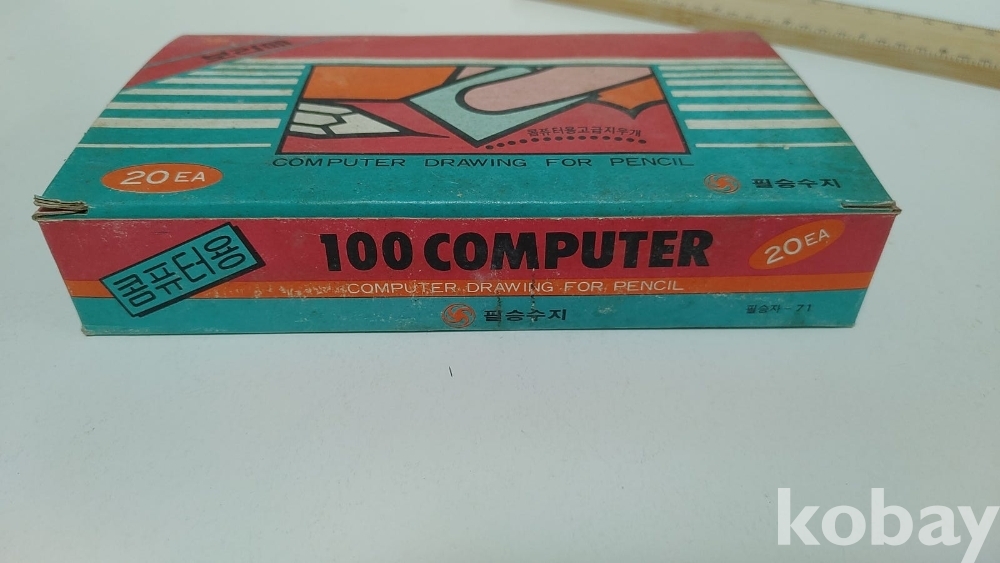 콤퓨터용고급지우개
COMPUTER DRAWING FOR PENCIL
20 EA
필승수지
콤퓨터용
100 COMPUTER
20 EA
COMPUTER DRAWING FOR PENCIL
필승수지
필승자-71
kobay